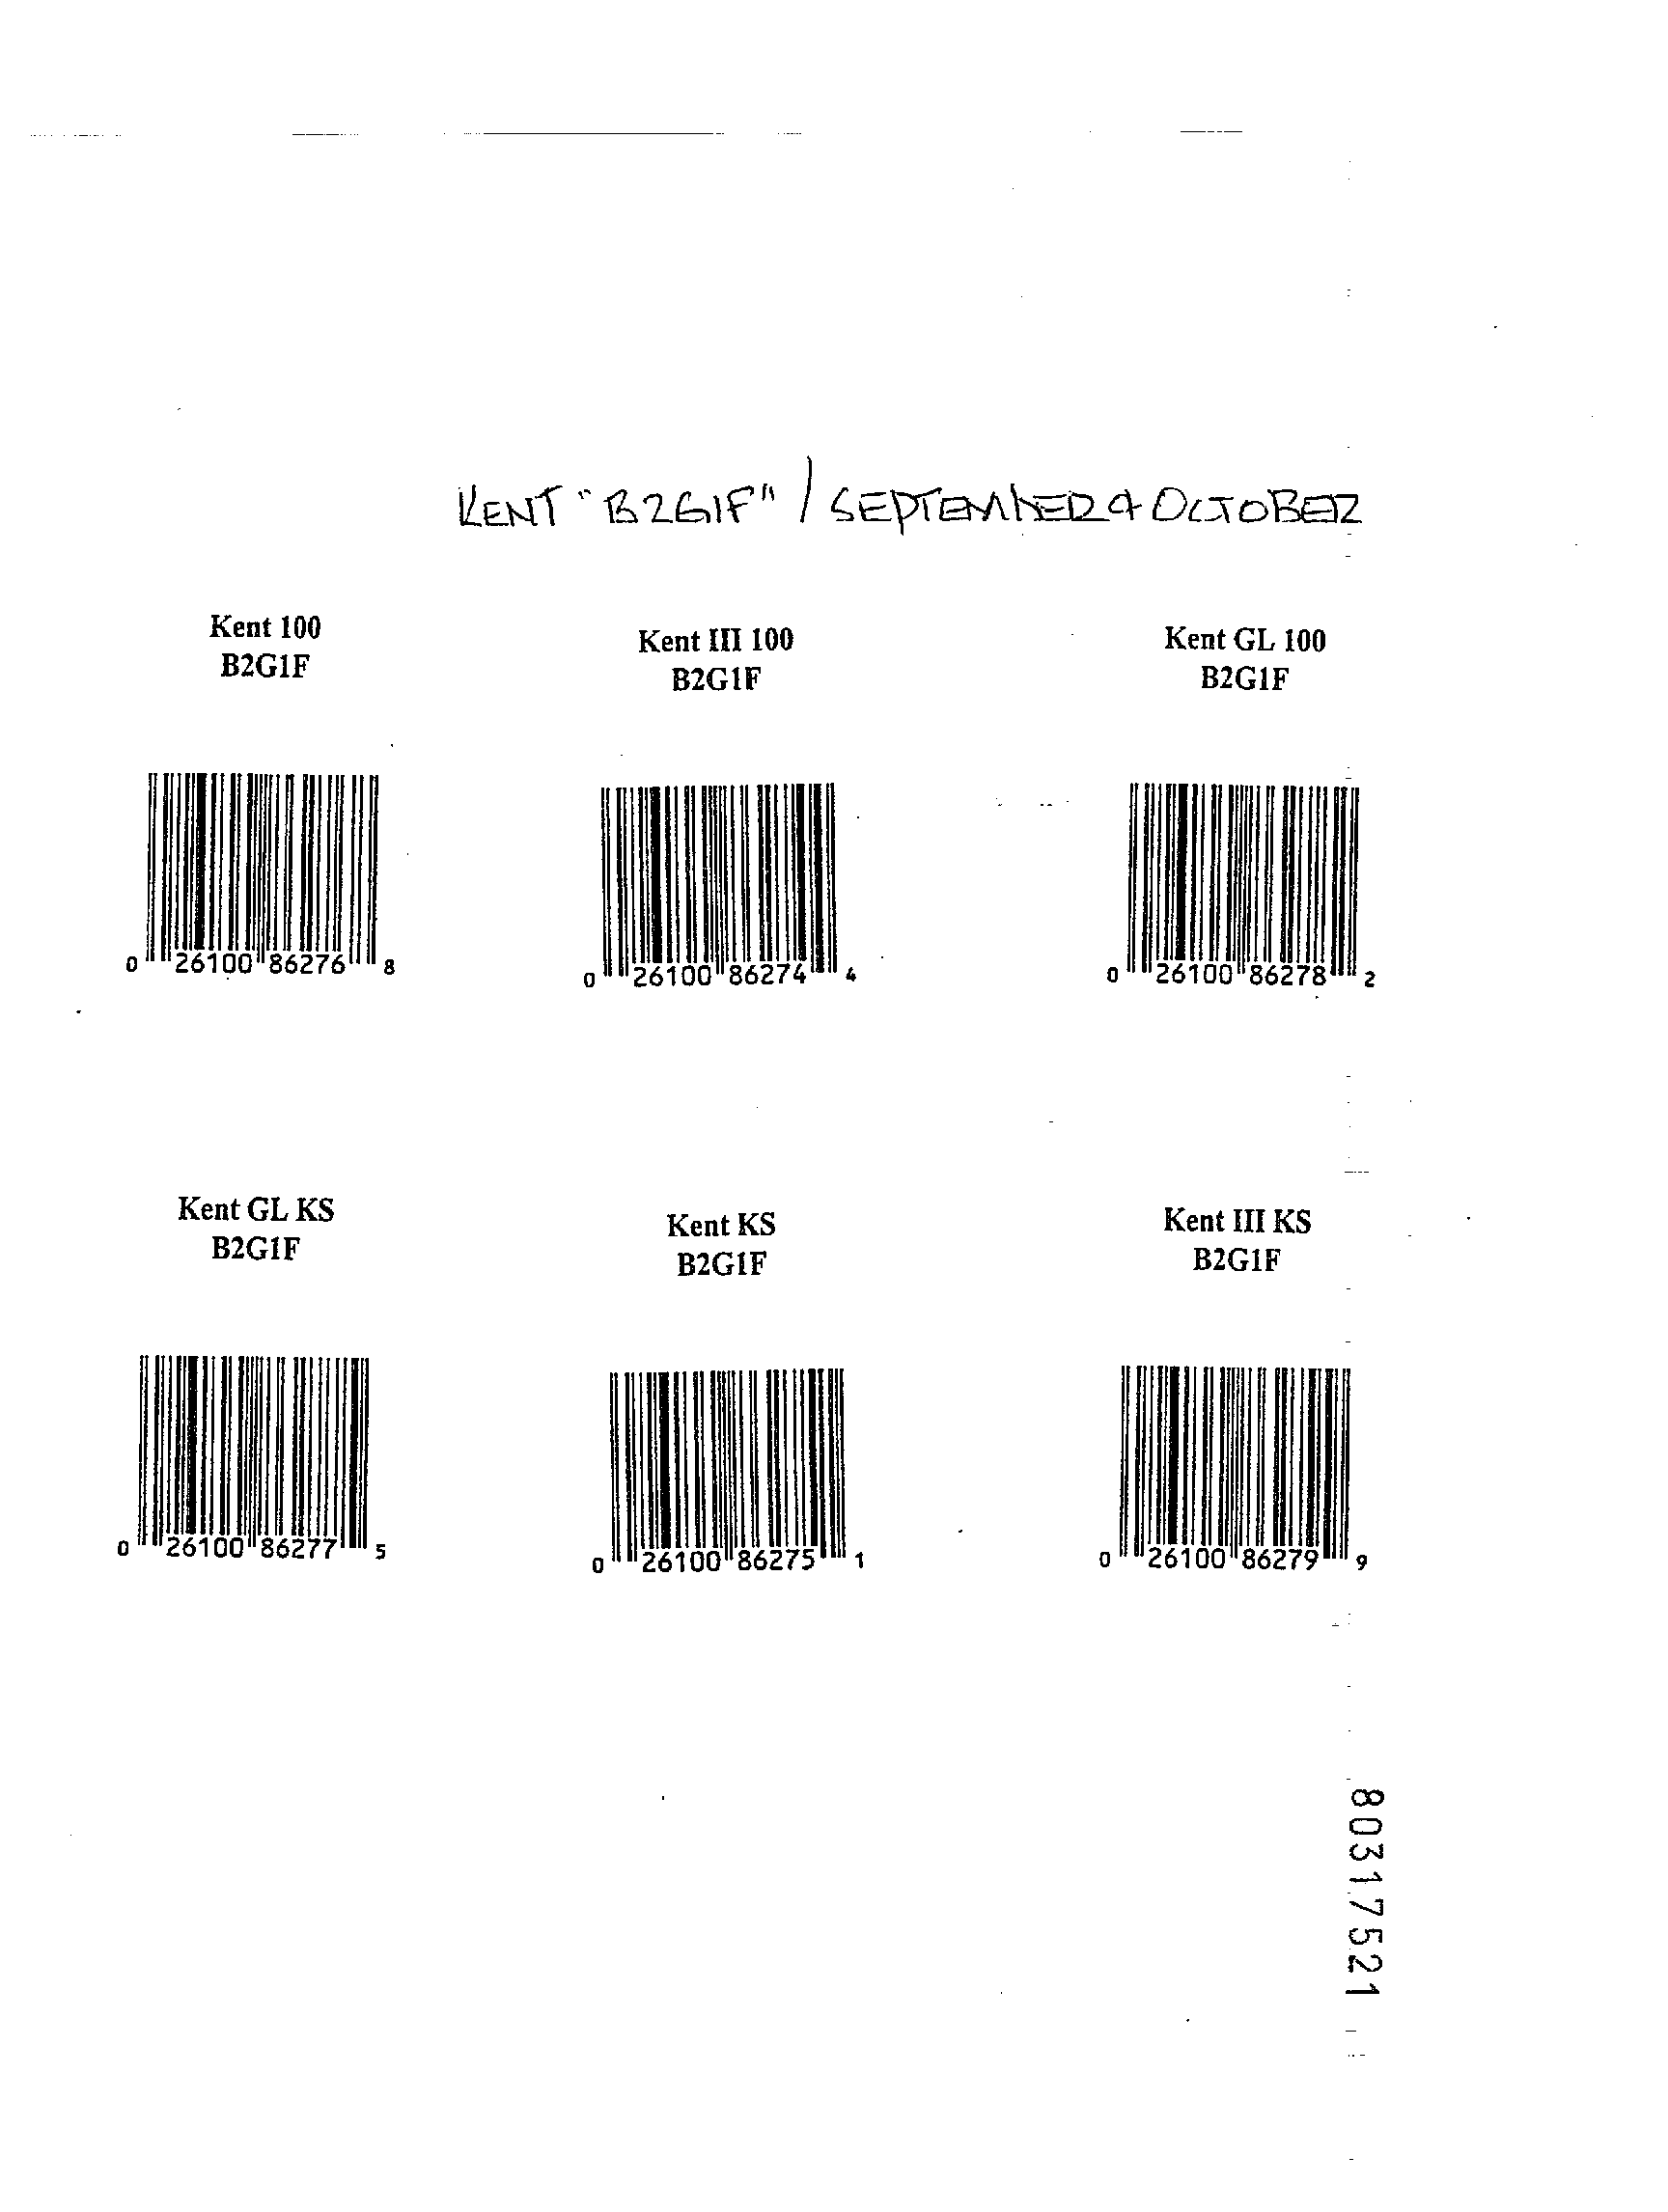 KENT "B2G1F" / SEPTEMBER & OCTOBER
Kent 100
B2G1F
0 26100 86276 8
Kent III 100
B2G1F
0 26100 86274 4
Kent GL 100
B2G1F
0 26100 86278 2
Kent GL KS
B2G1F
0 26100 86277 5
Kent KS
B2G1F
0 26100 86275 1
Kent III KS
B2G1F
0 26100 86279 9
80317521